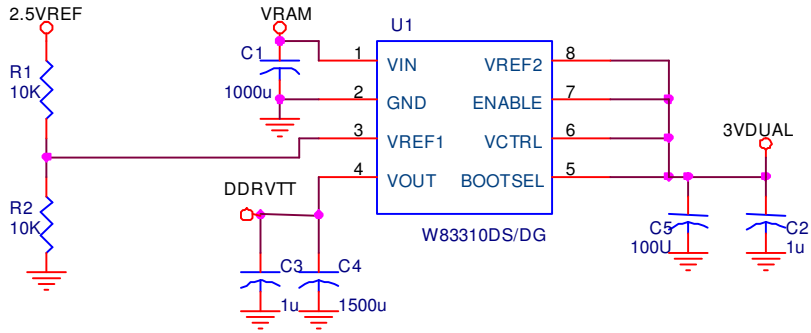 2.5VREF
VRAM
U1
R1
10K
C1
1000u
1
VIN
VREF2
8
2
GND
ENABLE
7
3
VREF1
VCTRL
6
3VDUAL
4
VOUT
BOOTSEL
5
DDRVTT
R2
10K
W83310DS/DG
C5
100U
C2
1u
C3
1u
C4
1500u